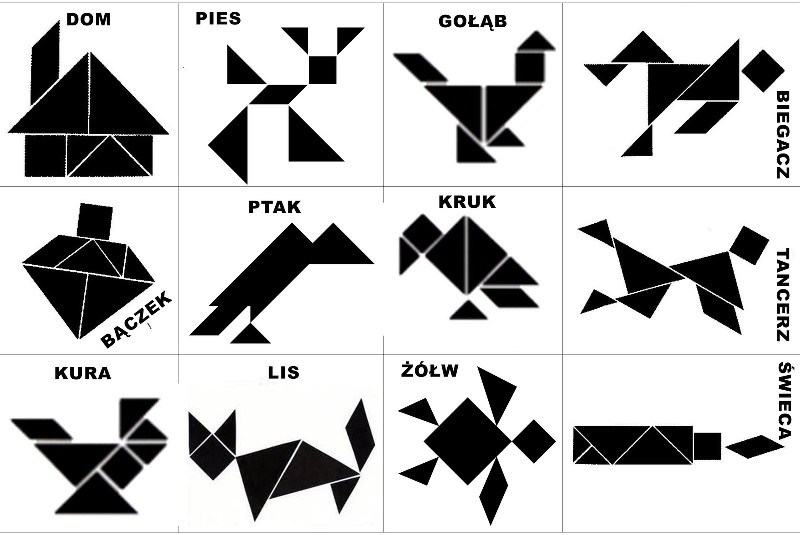 DOM
PIES
GOŁĄB
BIEGACZ
BĄCZEK
PTAK
KRUK
TANCERZ
KURA
LIS
ŻÓŁW
ŚWIECA